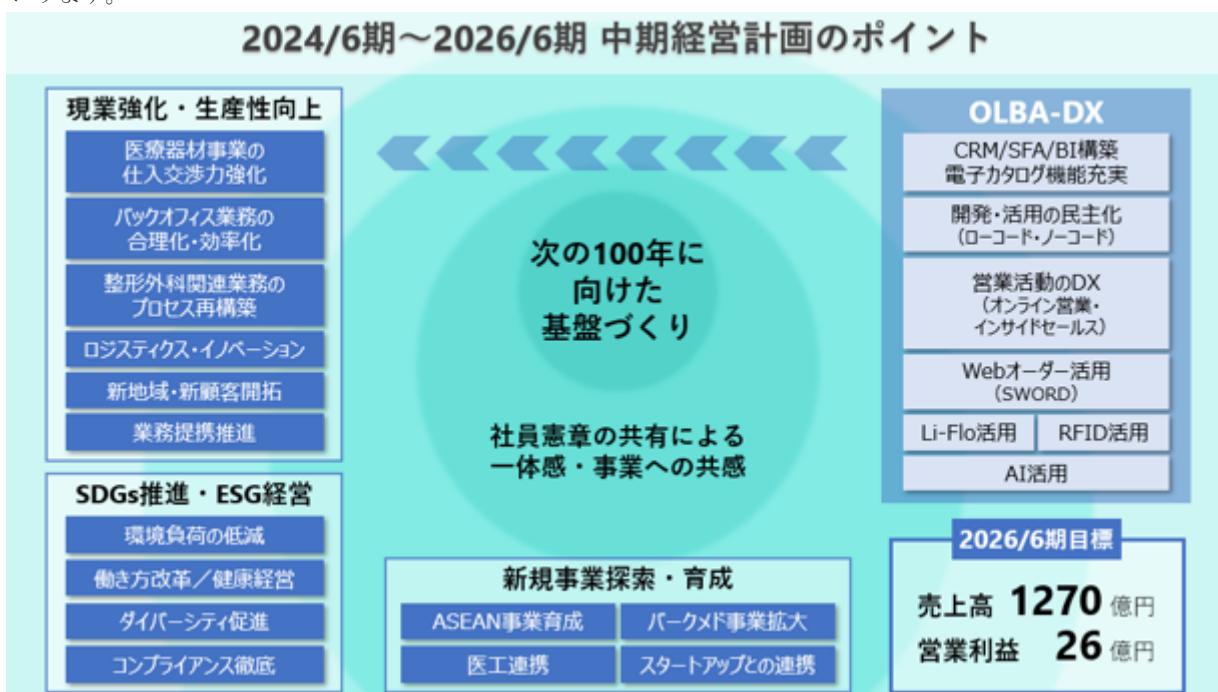 います。
2024/6期～2026/6期 中期経営計画のポイント
現業強化・生産性向上
医療器材事業の
仕入交渉力強化
バックオフィス業務の
合理化・効率化
整形外科関連業務の
プロセス再構築
ロジスティクス・イノベーション
新地域・新顧客開拓
業務提携推進
SDGs推進・ESG経営
環境負荷の低減
働き方改革／健康経営
ダイバーシティ促進
コンプライアンス徹底
次の100年に
向けた
基盤づくり
社員憲章の共有による
一体感・事業への共感
新規事業探索・育成
ASEAN事業育成
パークメド事業拡大
医工連携
スタートアップとの連携
OLBA-DX
CRM/SFA/BI構築
電子カタログ機能充実
開発・活用の民主化
（ローコード・ノーコード）
営業活動のDX
（オンライン営業・
インサイドセールス）
Webオーダー活用
（SWORD）
Li-Flo活用
RFID活用
AI活用
2026/6期目標
売上高 1270 億円
営業利益 26 億円